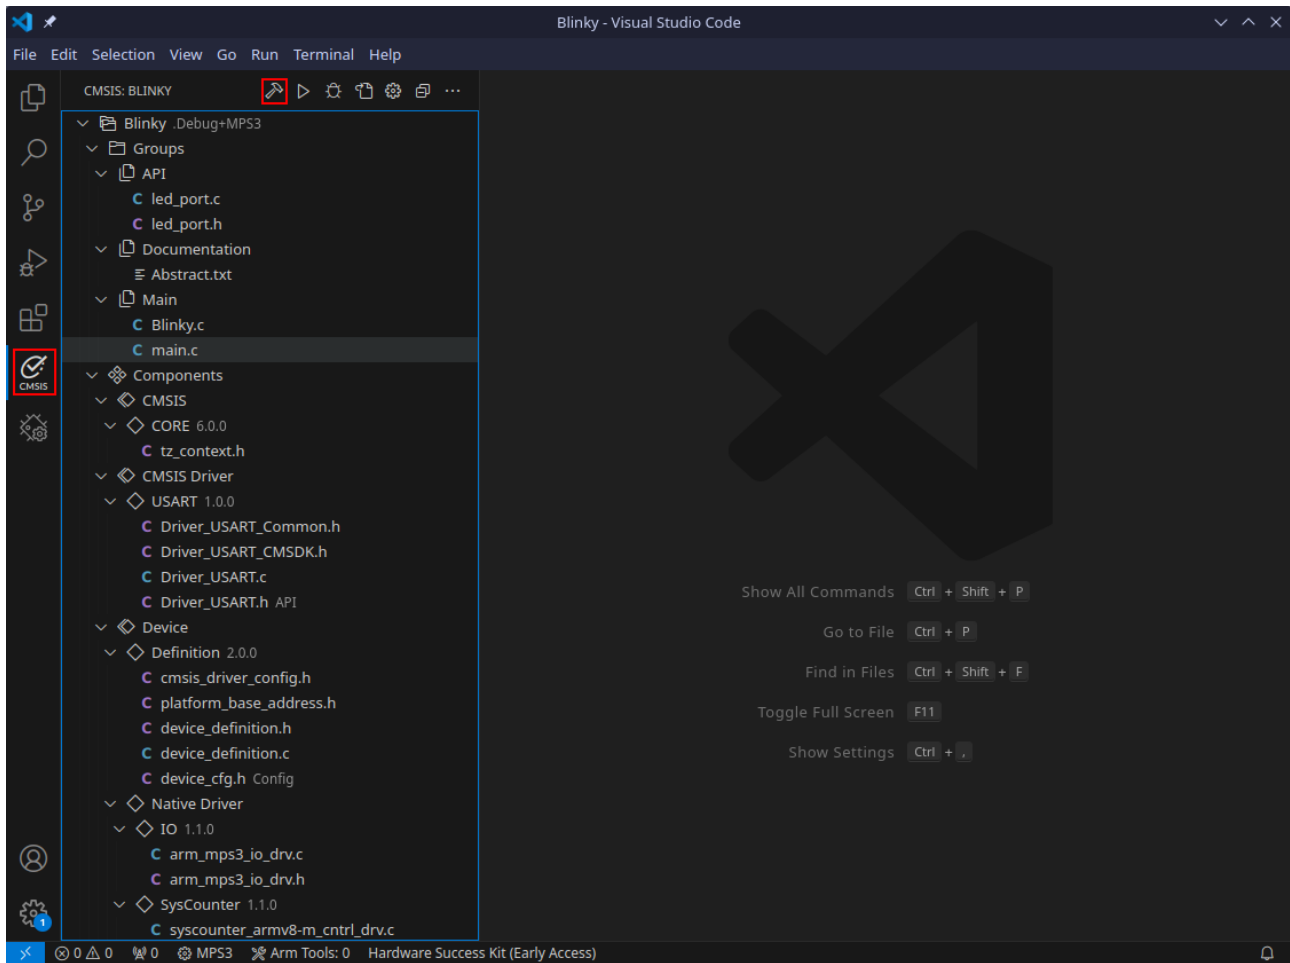 Blinky - Visual Studio Code
File Edit Selection View Go Run Terminal Help
CMSIS: BLINKY
Blinky .Debug+MPS3
Groups
API
C led_port.c
C led_port.h
Documentation
Abstract.txt
Main
C Blinky.c
C main.c
CMSIS
Components
CMSIS
CORE 6.0.0
C tz_context.h
CMSIS Driver
USART 1.0.0
C Driver_USART_Common.h
C Driver_USART_CMSDK.h
C Driver_USART.c
C Driver_USART.h API
Device
Definition 2.0.0
C cmsis_driver_config.h
C platform_base_address.h
C device_definition.h
C device_definition.c
C device_cfg.h Config
Native Driver
IO 1.1.0
C arm_mps3_io_drv.c
C arm_mps3_io_drv.h
SysCounter 1.1.0
C syscounter_armv8-m_cntrl_drv.c
Show All Commands Ctrl + Shift + P
Go to File Ctrl + P
Find in Files Ctrl + Shift + F
Toggle Full Screen F11
Show Settings Ctrl + ,
1
0 0 0 MPS3 Arm Tools: 0 Hardware Success Kit (Early Access)